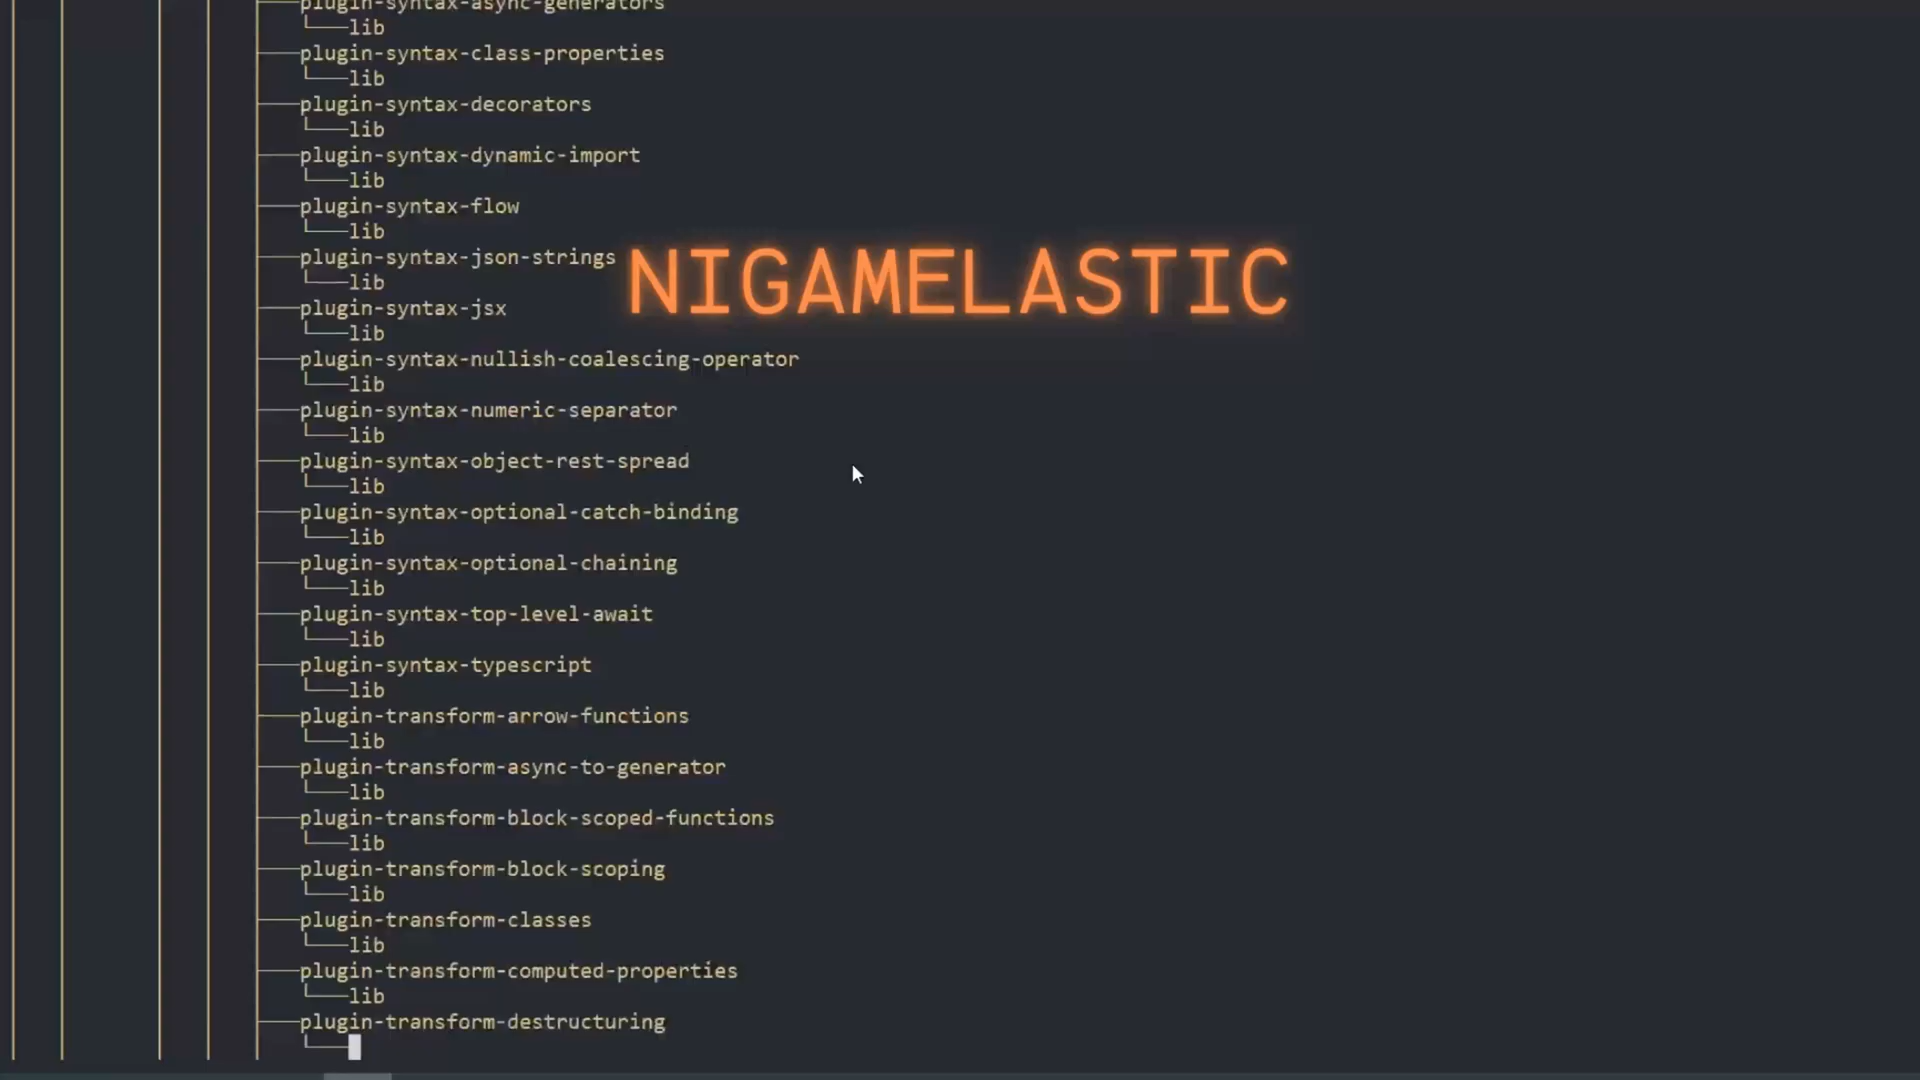 plugin-syntax-async-generators
└───lib
├───plugin-syntax-class-properties
└───lib
├───plugin-syntax-decorators
└───lib
├───plugin-syntax-dynamic-import
└───lib
├───plugin-syntax-flow
└───lib
├───plugin-syntax-json-strings
NIGAMELASTIC
└───lib
├───plugin-syntax-jsx
└───lib
├───plugin-syntax-nullish-coalescing-operator
└───lib
├───plugin-syntax-numeric-separator
└───lib
├───plugin-syntax-object-rest-spread
└───lib
├───plugin-syntax-optional-catch-binding
└───lib
├───plugin-syntax-optional-chaining
└───lib
├───plugin-syntax-top-level-await
└───lib
├───plugin-syntax-typescript
└───lib
├───plugin-transform-arrow-functions
└───lib
├───plugin-transform-async-to-generator
└───lib
├───plugin-transform-block-scoped-functions
└───lib
├───plugin-transform-block-scoping
└───lib
├───plugin-transform-classes
└───lib
├───plugin-transform-computed-properties
└───lib
├───plugin-transform-destructuring
└───